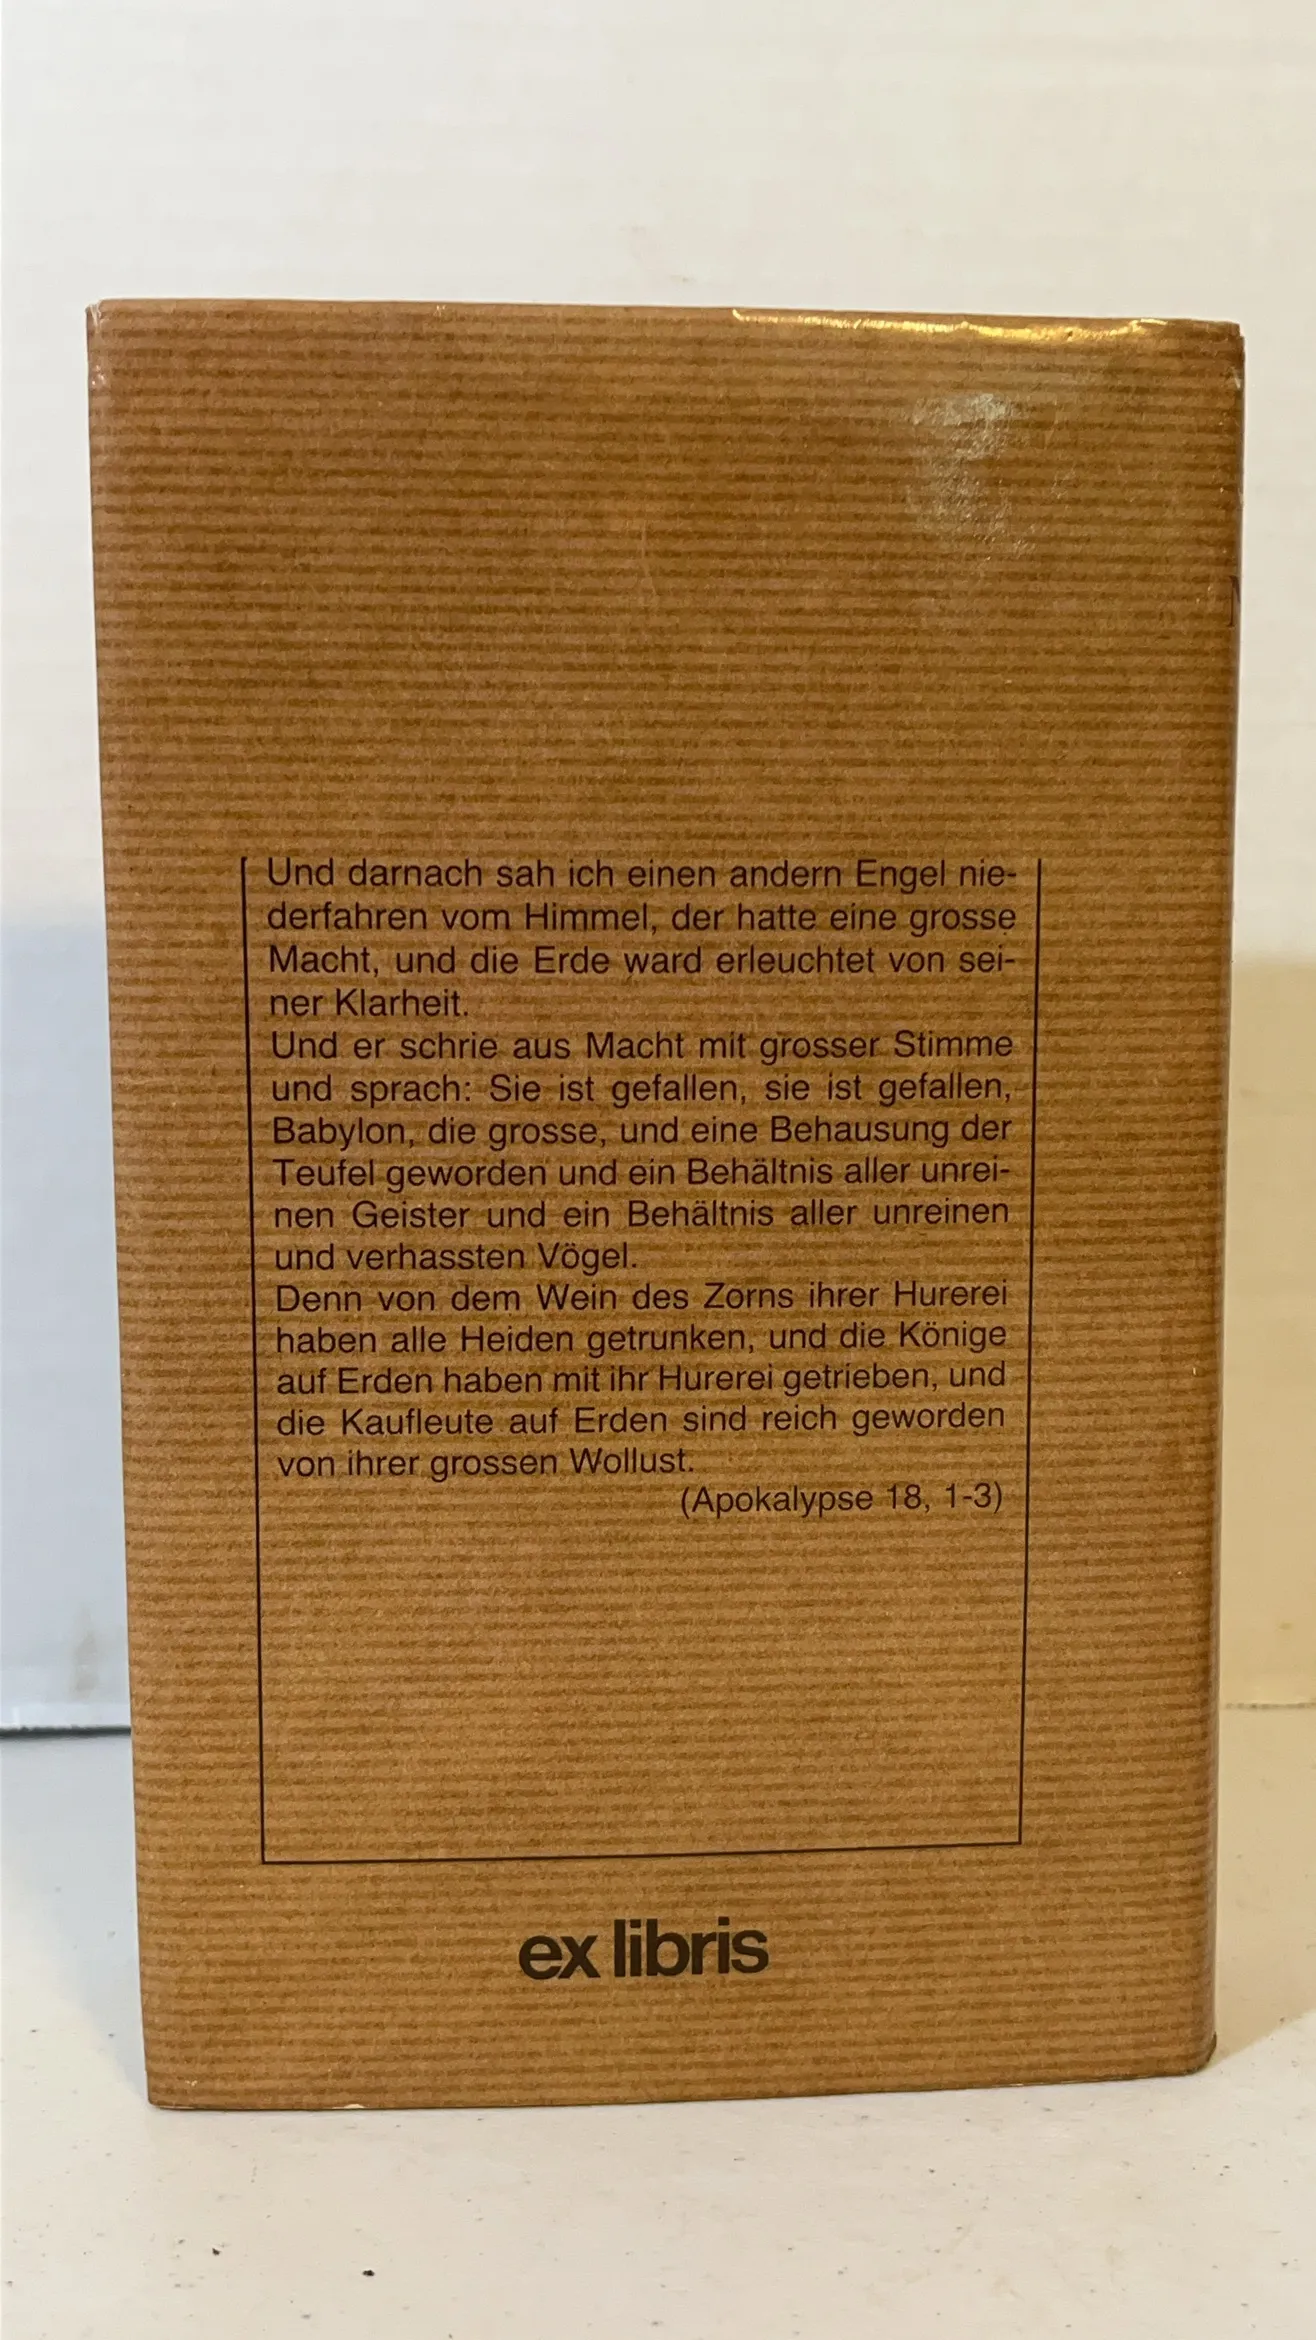 Und darnach sah ich einen andern Engel nie-
derfahren vom Himmel, der hatte eine grosse
Macht, und die Erde ward erleuchtet von sei-
ner Klarheit.
Und er schrie aus Macht mit grosser Stimme
und sprach: Sie ist gefallen, sie ist gefallen,
Babylon, die grosse, und eine Behausung der
Teufel geworden und ein Behältnis aller unrei-
nen Geister und ein Behältnis aller unreinen
und verhassten Vögel.
Denn von dem Wein des Zorns ihrer Hurerei
haben alle Heiden getrunken, und die Könige
auf Erden haben mit ihr Hurerei getrieben, und
die Kaufleute auf Erden sind reich geworden
von ihrer grossen Wollust.
(Apokalypse 18, 1-3)
ex libris